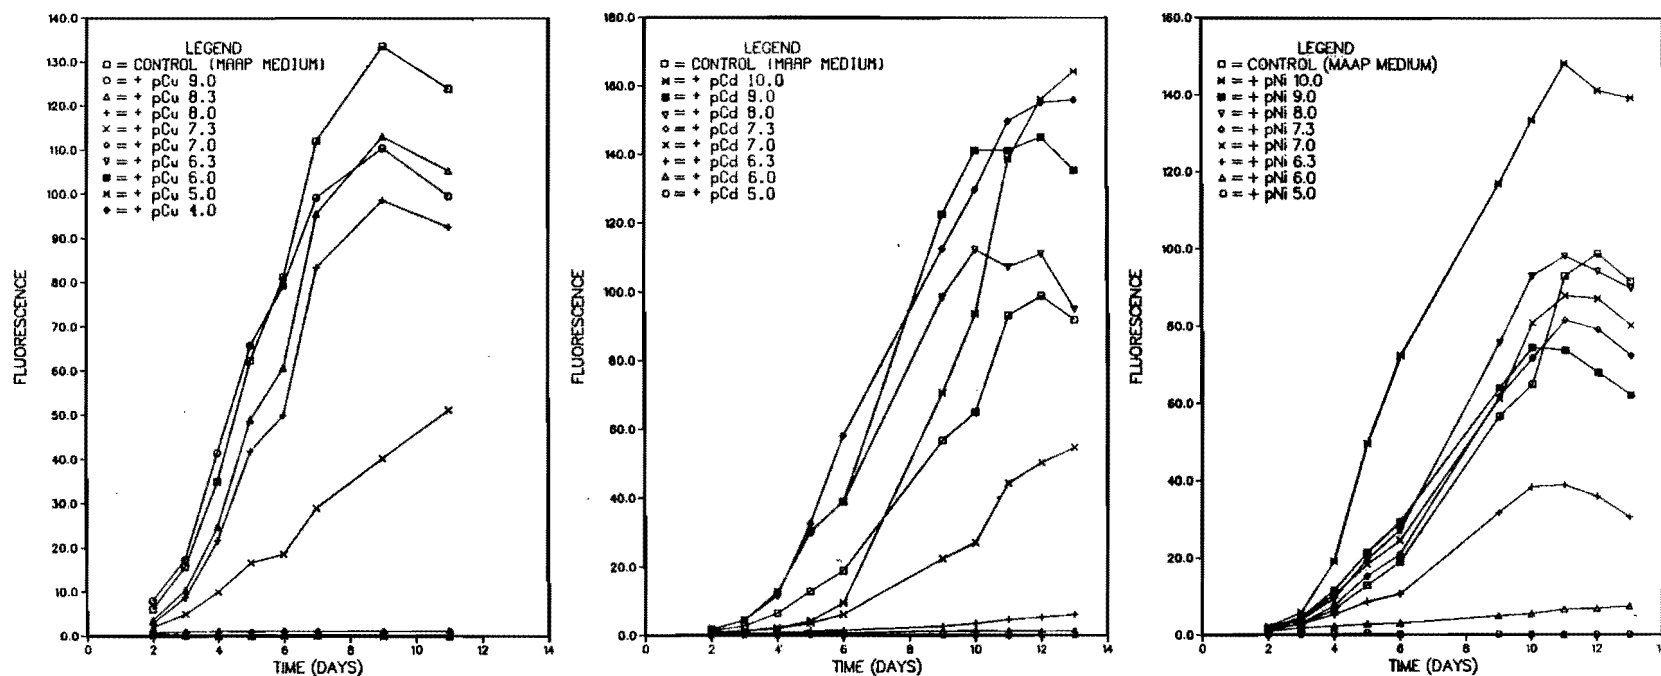 140.0
130.0
120.0
110.0
100.0
90.0
80.0
70.0
60.0
50.0
40.0
30.0
20.0
10.0
0.0
FLUORESCENCE
LEGEND
□ = CONTROL (MAAP MEDIUM)
○ = + pCu 9.0
△ = + pCu 8.3
+ = + pCu 8.0
× = + pCu 7.3
◇ = + pCu 7.0
▽ = + pCu 6.3
⊠ = + pCu 6.0
⋈ = + pCu 5.0
◆ = + pCu 4.0
0 2 4 6 8 10 12 14
TIME (DAYS)
180.0
160.0
140.0
120.0
100.0
80.0
60.0
40.0
20.0
0.0
FLUORESCENCE
LEGEND
□ = CONTROL (MAAP MEDIUM)
⋈ = + pCd 10.0
⊠ = + pCd 9.0
▽ = + pCd 8.0
◇ = + pCd 7.3
× = + pCd 7.0
+ = + pCd 6.3
△ = + pCd 6.0
○ = + pCd 5.0
0 2 4 6 8 10 12 14
TIME (DAYS)
160.0
140.0
120.0
100.0
80.0
60.0
40.0
20.0
0.0
FLUORESCENCE
LEGEND
□ = CONTROL (MAAP MEDIUM)
⋈ = + pNi 10.0
⊠ = + pNi 9.0
▽ = + pNi 8.0
◇ = + pNi 7.3
× = + pNi 7.0
+ = + pNi 6.3
△ = + pNi 6.0
○ = + pNi 5.0
0 2 4 6 8 10 12 14
TIME (DAYS)